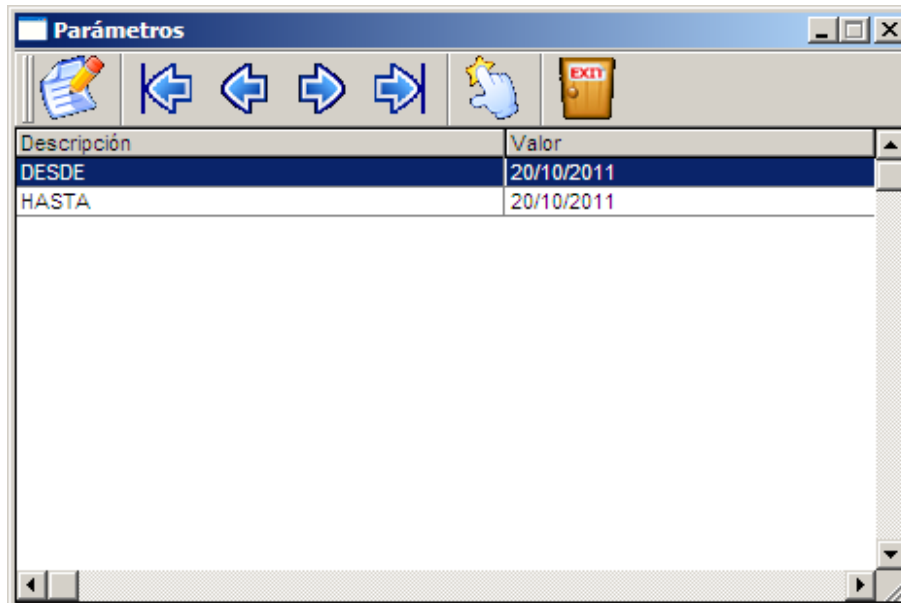 Parámetros
EXIT
Descripción Valor
DESDE 20/10/2011
HASTA 20/10/2011